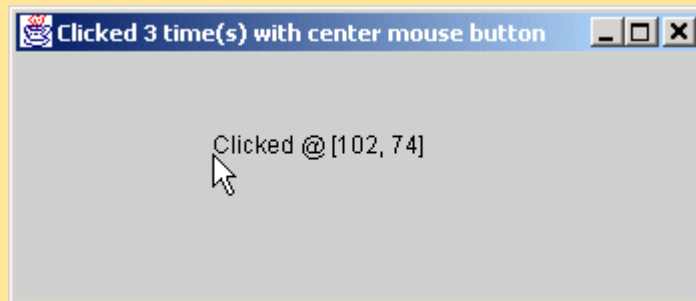 Clicked 3 time(s) with center mouse button
Clicked @ [102, 74]